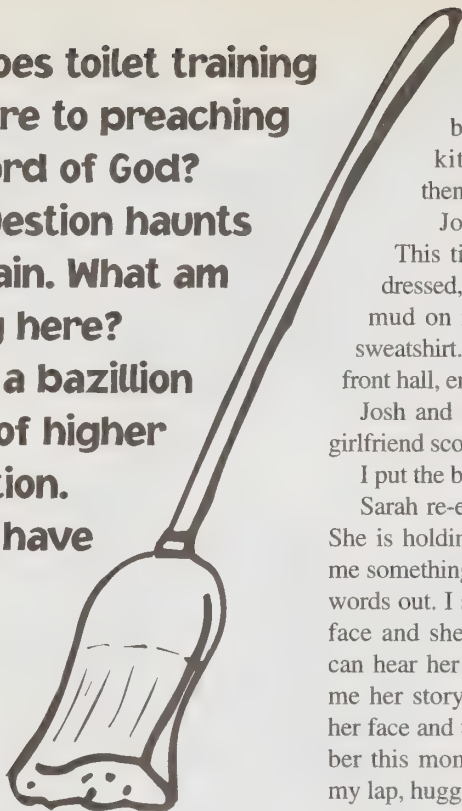 oes toilet training
re to preaching
ord of God?
estion haunts
ain. What am
g here?
a bazillion
of higher
tion.
have
b
kit
them
Jo
This ti
dressed,
mud on
sweatshirt.
front hall, en
Josh and
girlfriend sco
I put the b
Sarah re-e
She is holdin
me something
words out. I
face and she
can hear her
me her story
her face and
ber this mon
my lap, hugg